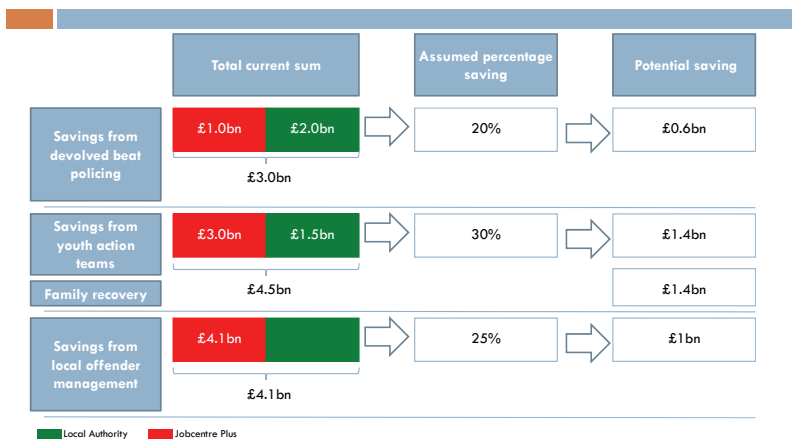 Total current sum
Assumed percentage
saving
Potential saving
Savings from
devolved beat
policing
£1.0bn
£2.0bn
20%
£0.6bn
£3.0bn
Savings from
youth action
teams
£3.0bn
£1.5bn
30%
£1.4bn
£4.5bn
Family recovery
£1.4bn
Savings from
local offender
management
£4.1bn
25%
£1bn
£4.1bn
Local Authority
Jobcentre Plus